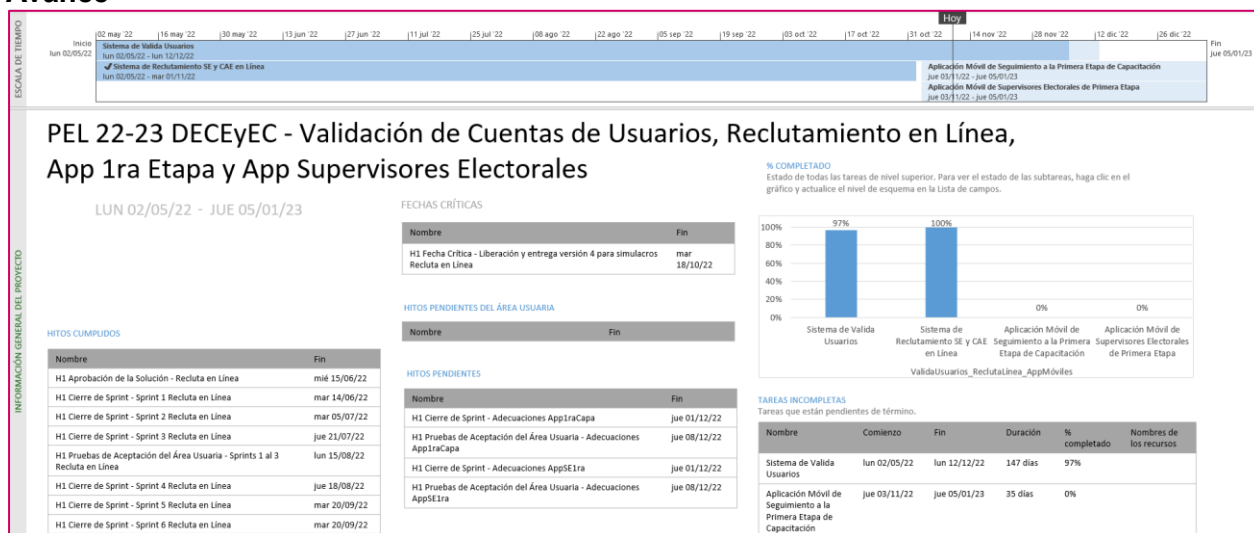 Avance
ESCALA DE TIEMPO
Hoy
|02 may '22 |16 may '22 |30 may '22 |13 jun '22 |27 jun '22 |11 jul '22 |25 jul '22 |08 ago '22 |22 ago '22 |05 sep '22 |19 sep '22 |03 oct '22 |17 oct '22 |31 oct '22 |14 nov '22 |28 nov '22 |12 dic '22 |26 dic '22
Inicio
lun 02/05/22
Sistema de Valida Usuarios
lun 02/05/22 - lun 12/12/22
✓Sistema de Reclutamiento SE y CAE en Línea
lun 02/05/22 - mar 01/11/22
Aplicación Móvil de Seguimiento a la Primera Etapa de Capacitación
jue 03/11/22 - jue 05/01/23
Aplicación Móvil de Supervisores Electorales de Primera Etapa
jue 03/11/22 - jue 05/01/23
Fin
jue 05/01/23
INFORMACIÓN GENERAL DEL PROYECTO
PEL 22-23 DECEyEC - Validación de Cuentas de Usuarios, Reclutamiento en Línea,
App 1ra Etapa y App Supervisores Electorales
LUN 02/05/22 - JUE 05/01/23
HITOS CUMPLIDOS
Nombre Fin
H1 Aprobación de la Solución - Recluta en Línea mié 15/06/22
H1 Cierre de Sprint - Sprint 1 Recluta en Línea mar 14/06/22
H1 Cierre de Sprint - Sprint 2 Recluta en Línea mar 05/07/22
H1 Cierre de Sprint - Sprint 3 Recluta en Línea jue 21/07/22
H1 Pruebas de Aceptación del Área Usuaria - Sprints 1 al 3 lun 15/08/22
Recluta en Línea
H1 Cierre de Sprint - Sprint 4 Recluta en Línea jue 18/08/22
H1 Cierre de Sprint - Sprint 5 Recluta en Línea mar 20/09/22
H1 Cierre de Sprint - Sprint 6 Recluta en Línea mar 20/09/22
FECHAS CRÍTICAS
Nombre Fin
H1 Fecha Crítica - Liberación y entrega versión 4 para simulacros mar
Recluta en Línea 18/10/22
HITOS PENDIENTES DEL ÁREA USUARIA
Nombre Fin
HITOS PENDIENTES
Nombre Fin
H1 Cierre de Sprint - Adecuaciones App1raCapa jue 01/12/22
H1 Pruebas de Aceptación del Área Usuaria - Adecuaciones jue 08/12/22
App1raCapa
H1 Cierre de Sprint - Adecuaciones AppSE1ra jue 01/12/22
H1 Pruebas de Aceptación del Área Usuaria - Adecuaciones jue 08/12/22
AppSE1ra
% COMPLETADO
Estado de todas las tareas de nivel superior. Para ver el estado de las subtareas, haga clic en el
gráfico y actualice el nivel de esquema en la Lista de campos.
100%
80%
60%
40%
20%
0%
97% 100% 0% 0%
Sistema de Valida
Usuarios
Sistema de
Reclutamiento SE y CAE
en Línea
Aplicación Móvil de
Seguimiento a la Primera
Etapa de Capacitación
Aplicación Móvil de
Supervisores Electorales
de Primera Etapa
ValidaUsuarios_ReclutaLínea_AppMóviles
TAREAS INCOMPLETAS
Tareas que están pendientes de término.
Nombre Comienzo Fin Duración % completado Nombres de los recursos
Sistema de Valida lun 02/05/22 lun 12/12/22 147 días 97%
Usuarios
Aplicación Móvil de jue 03/11/22 jue 05/01/23 35 días 0%
Seguimiento a la
Primera Etapa de
Capacitación